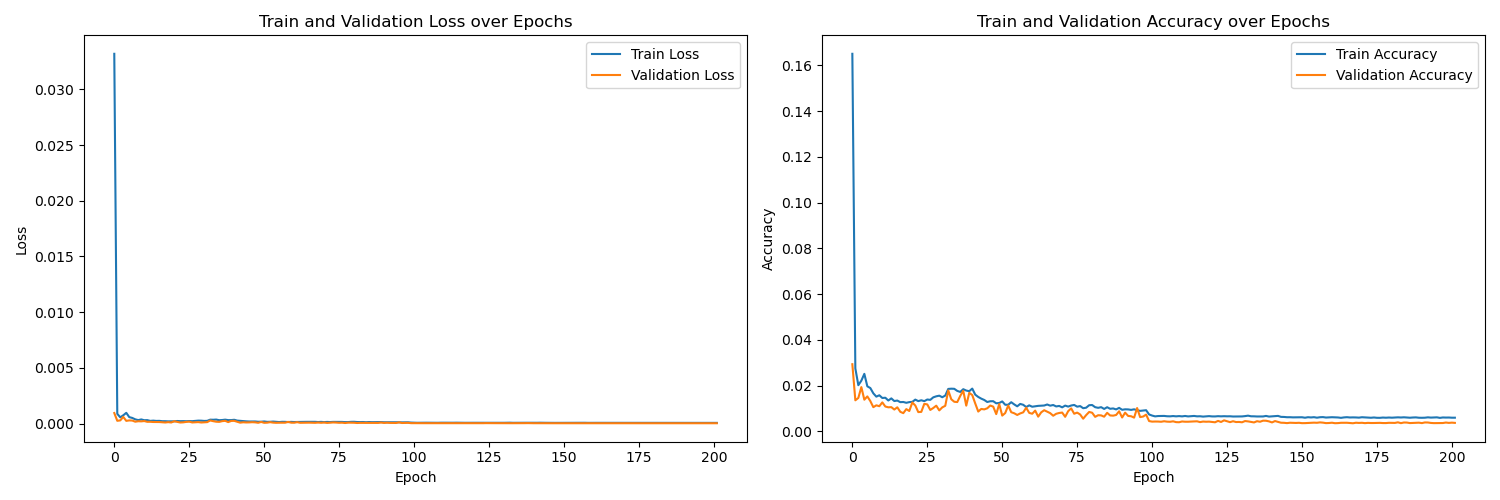 Train and Validation Loss over Epochs
Train Loss
Validation Loss
0.030
0.025
0.020
0.015
0.010
0.005
0.000
Loss
0 25 50 75 100 125 150 175 200
Epoch
Train and Validation Accuracy over Epochs
Train Accuracy
Validation Accuracy
0.16
0.14
0.12
0.10
0.08
0.06
0.04
0.02
0.00
Accuracy
0 25 50 75 100 125 150 175 200
Epoch